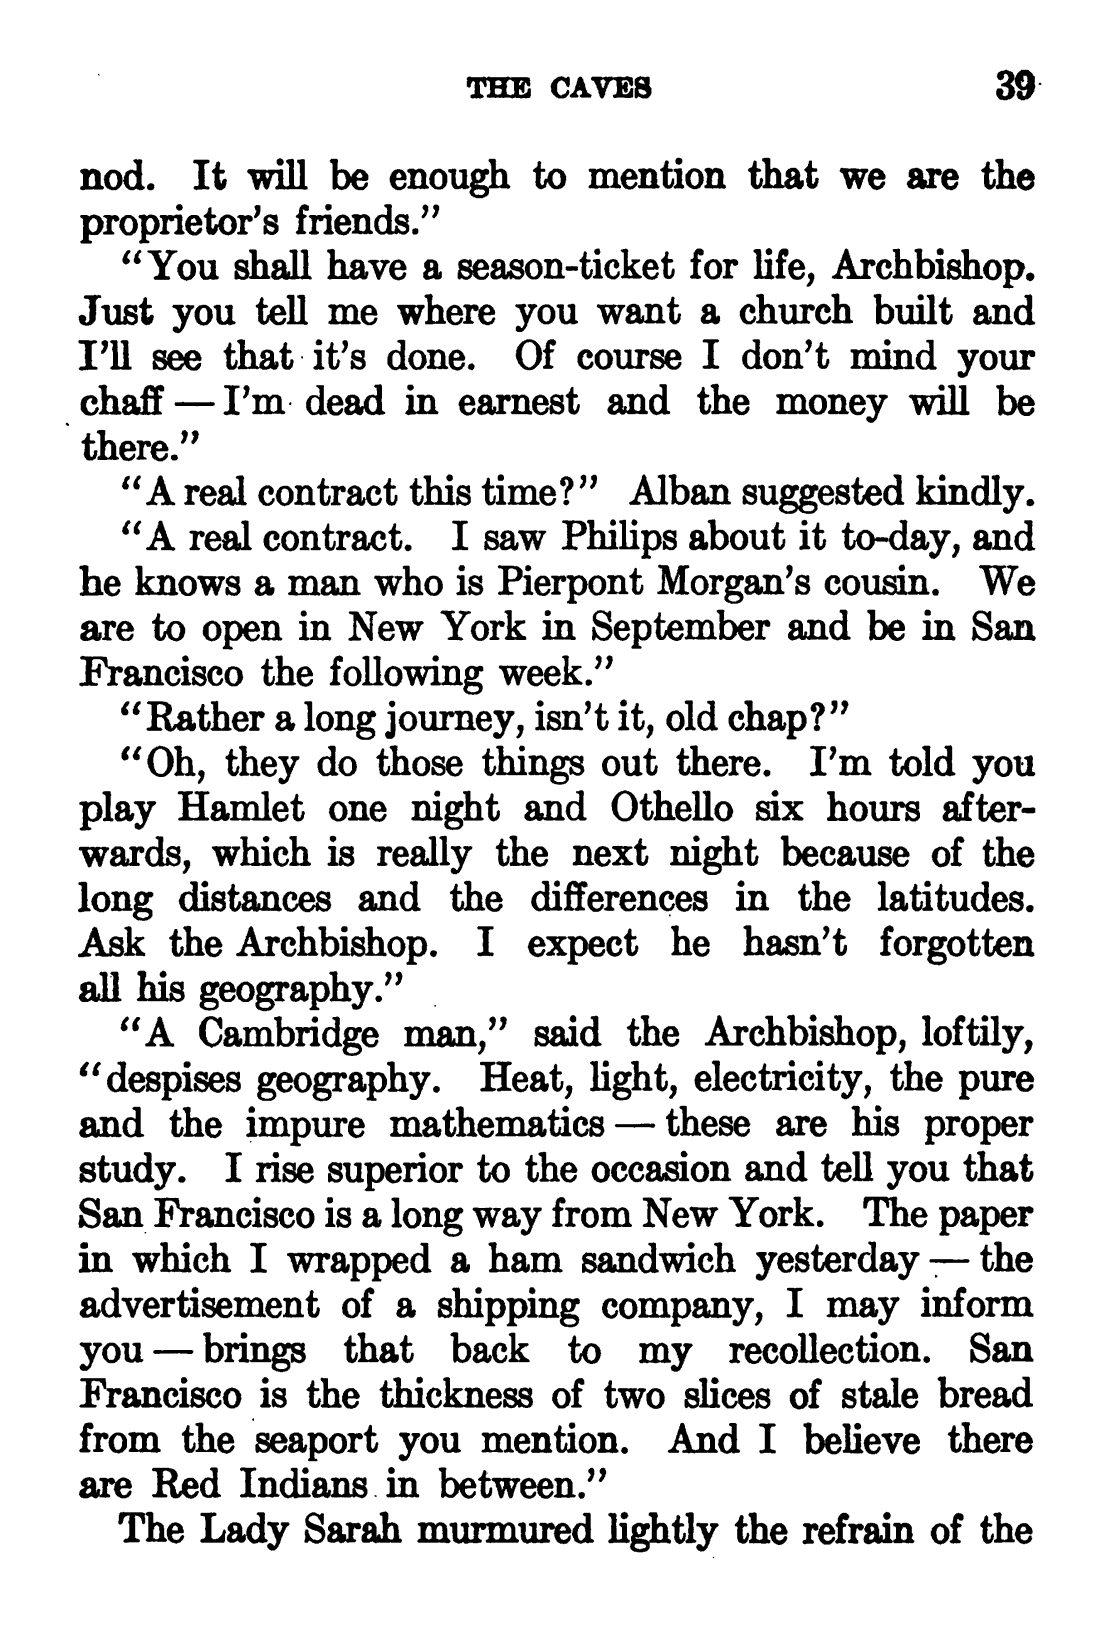 THE CAVES 39
nod. It will be enough to mention that we are the
proprietor's friends."
"You shall have a season-ticket for life, Archbishop.
Just you tell me where you want a church built and
I'll see that it's done. Of course I don't mind your
chaff — I'm dead in earnest and the money will be
there."
"A real contract this time?" Alban suggested kindly.
"A real contract. I saw Philips about it to-day, and
he knows a man who is Pierpont Morgan's cousin. We
are to open in New York in September and be in San
Francisco the following week."
"Rather a long journey, isn't it, old chap?"
"Oh, they do those things out there. I'm told you
play Hamlet one night and Othello six hours after-
wards, which is really the next night because of the
long distances and the differences in the latitudes.
Ask the Archbishop. I expect he hasn't forgotten
all his geography."
"A Cambridge man," said the Archbishop, loftily,
"despises geography. Heat, light, electricity, the pure
and the impure mathematics — these are his proper
study. I rise superior to the occasion and tell you that
San Francisco is a long way from New York. The paper
in which I wrapped a ham sandwich yesterday — the
advertisement of a shipping company, I may inform
you — brings that back to my recollection. San
Francisco is the thickness of two slices of stale bread
from the seaport you mention. And I believe there
are Red Indians in between."
The Lady Sarah murmured lightly the refrain of the